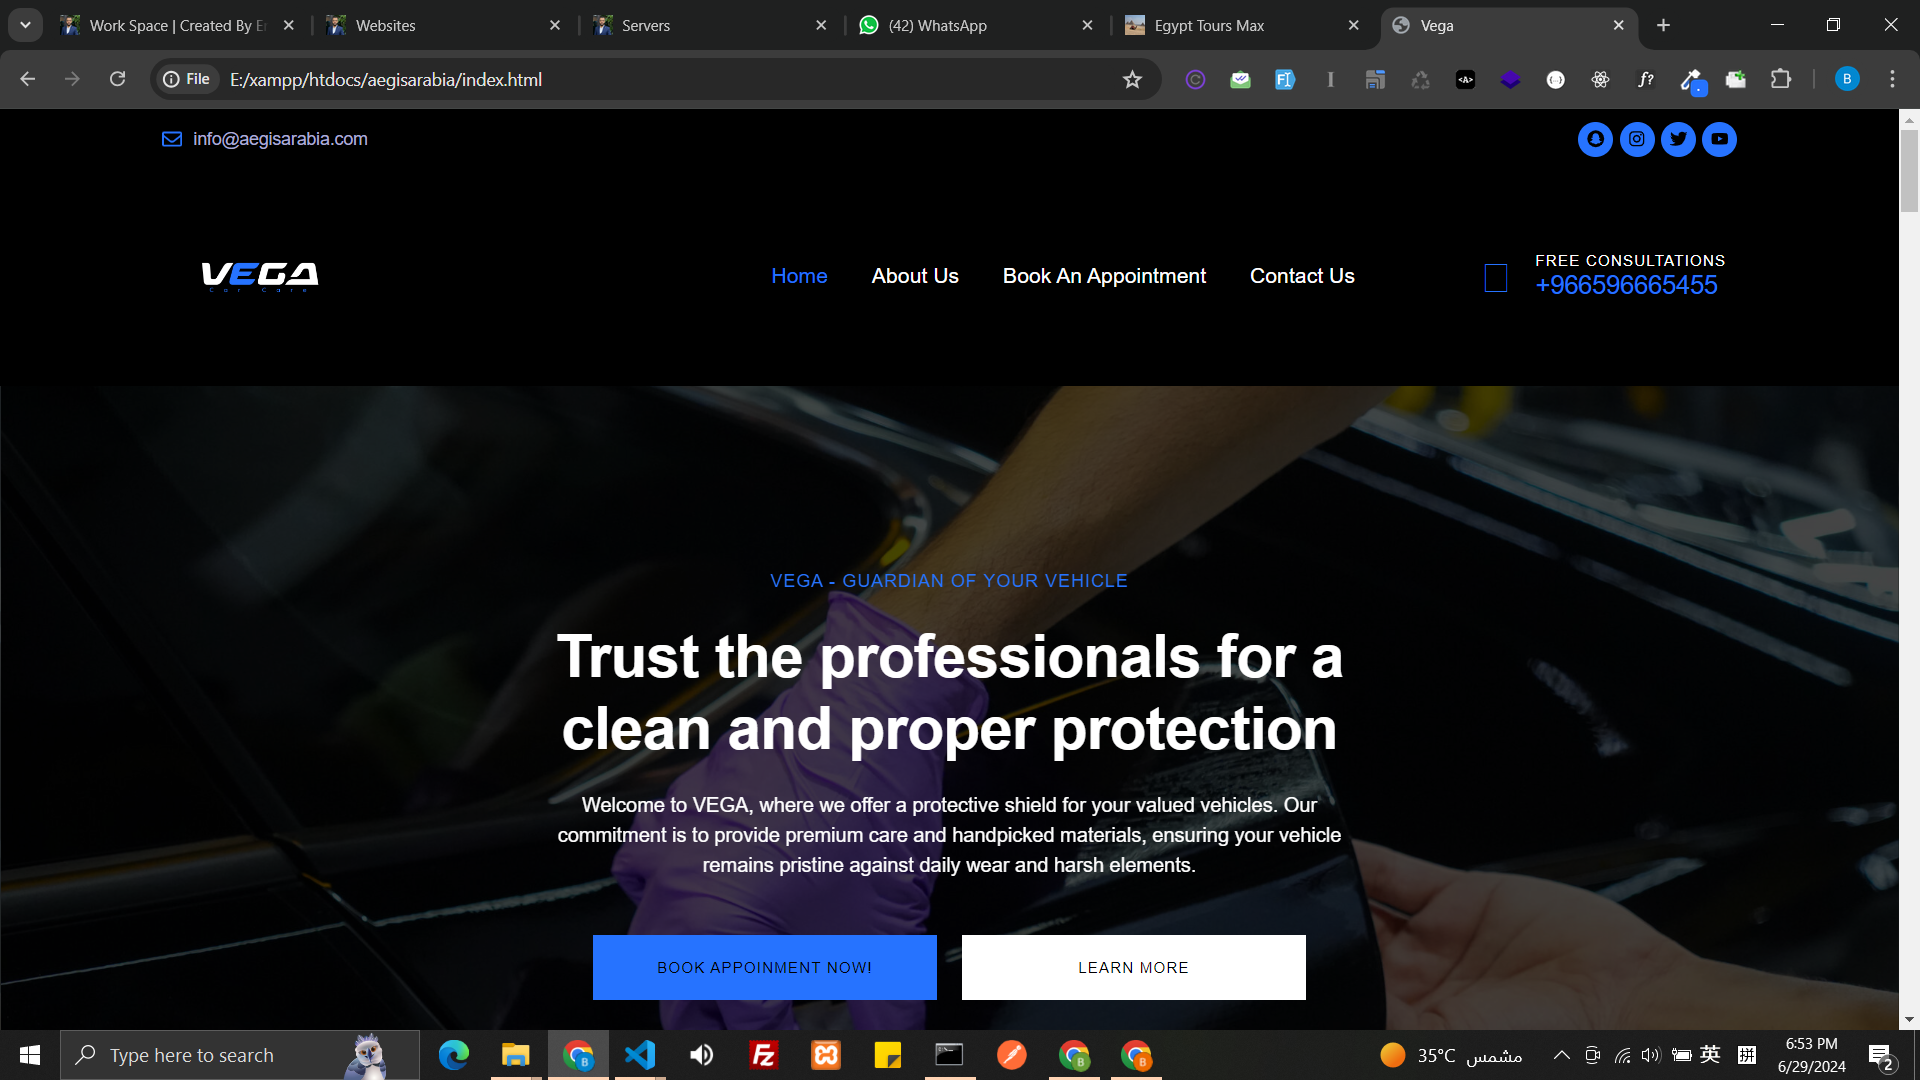 Work Space | Created By Er
Websites
Servers
(42) WhatsApp
Egypt Tours Max
Vega
File
E:/xampp/htdocs/aegisarabia/index.html
B
info@aegisarabia.com
VEGA
Car Care
Home
About Us
Book An Appointment
Contact Us
FREE CONSULTATIONS
+966596665455
VEGA - GUARDIAN OF YOUR VEHICLE
Trust the professionals for a
clean and proper protection
Welcome to VEGA, where we offer a protective shield for your valued vehicles. Our
commitment is to provide premium care and handpicked materials, ensuring your vehicle
remains pristine against daily wear and harsh elements.
BOOK APPOINMENT NOW!
LEARN MORE
Type here to search
35°C مشمس
英
拼
6:53 PM
6/29/2024
2